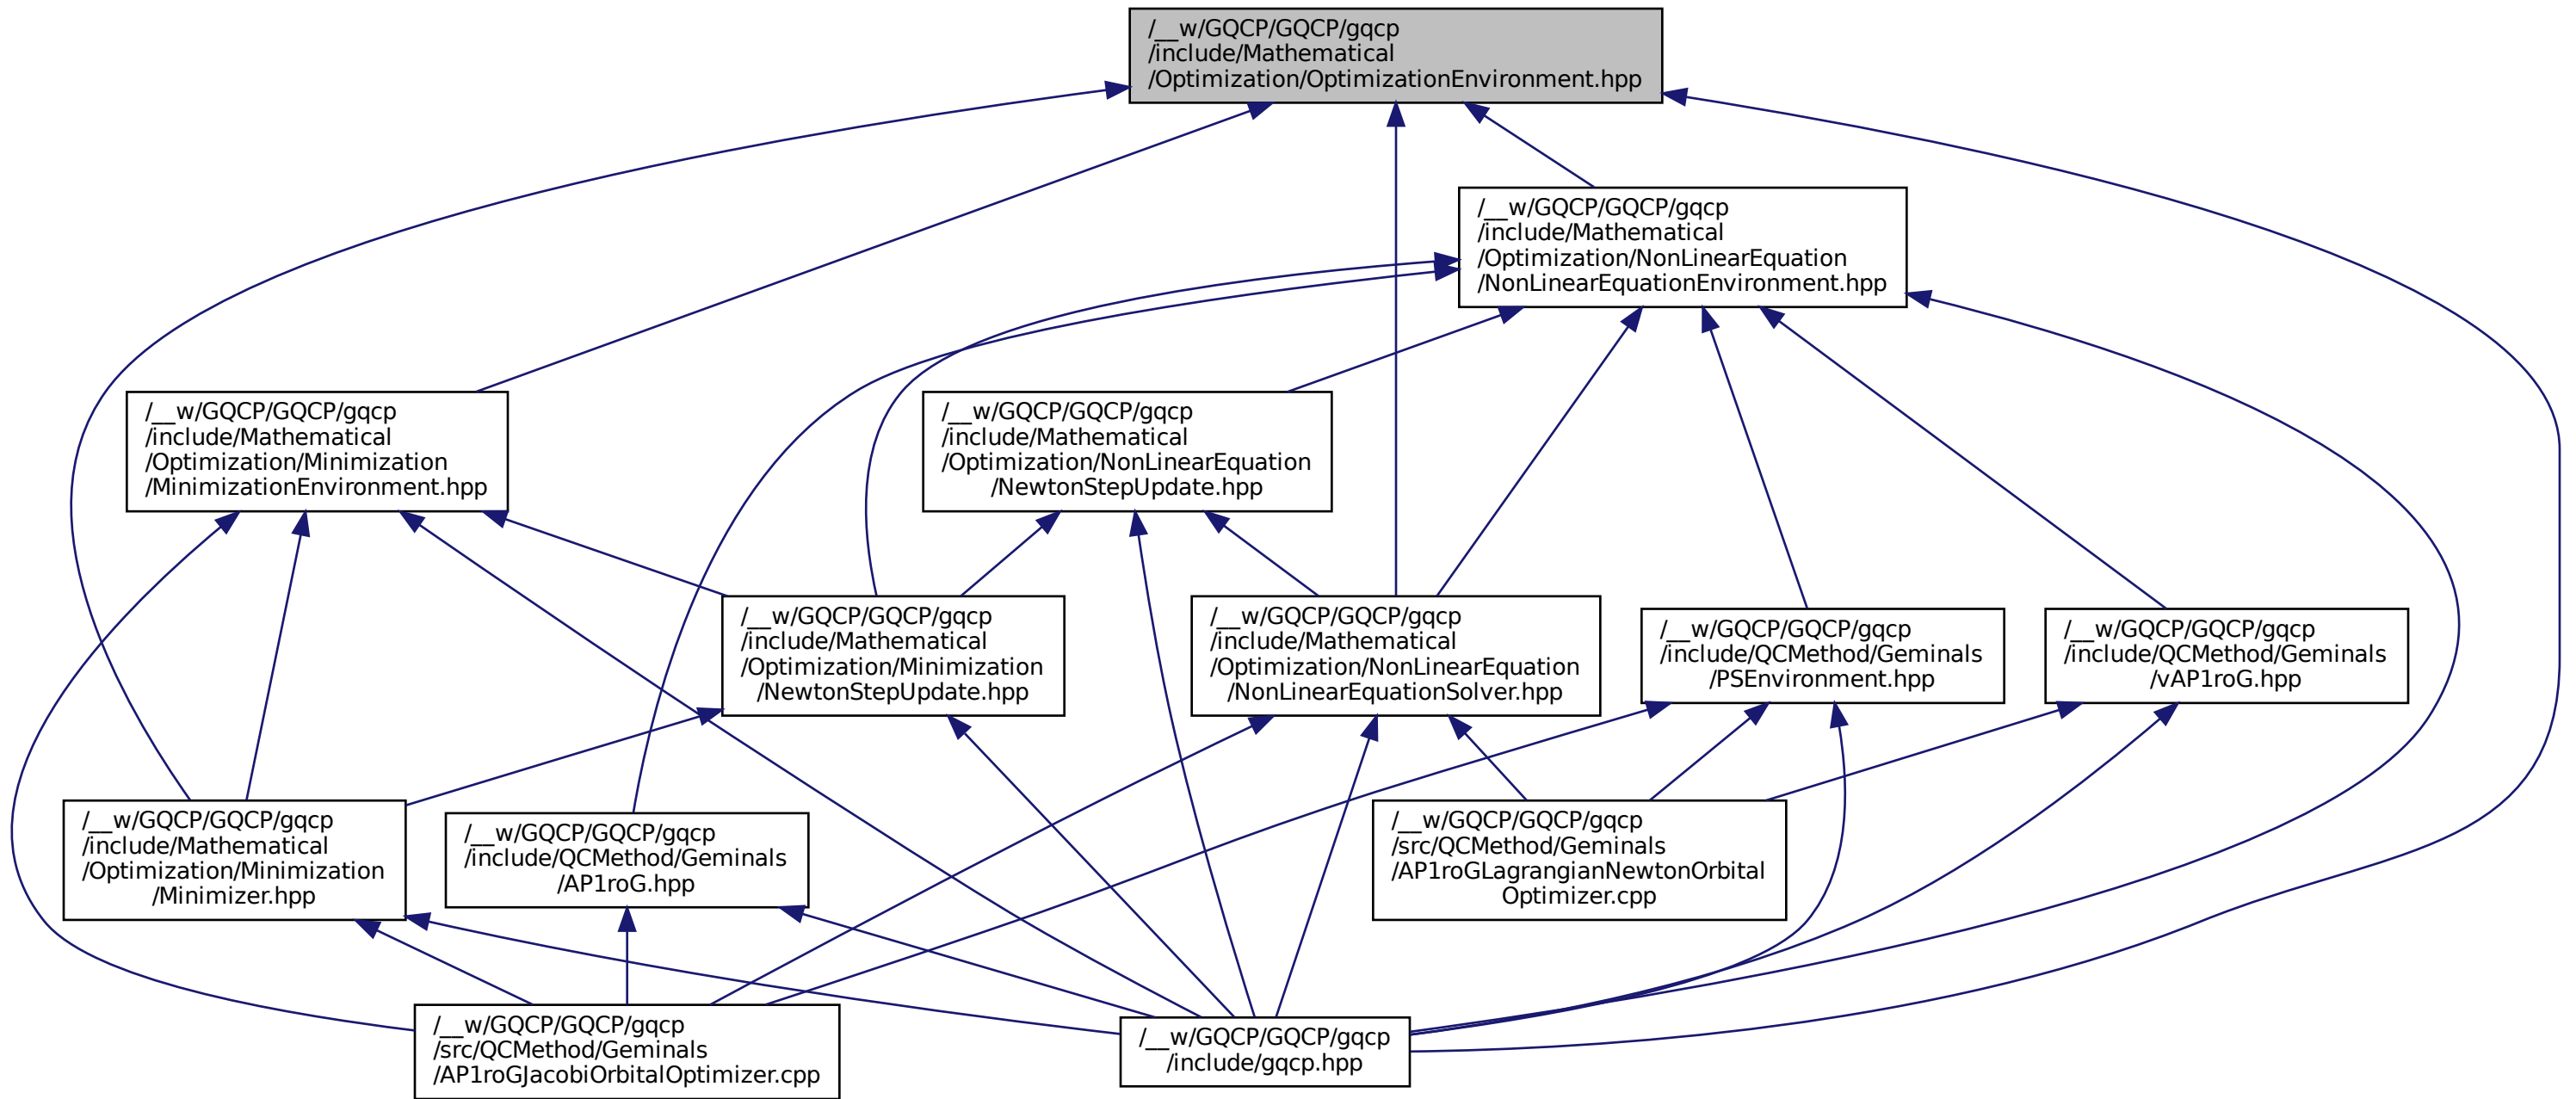 /__w/GQCP/GQCP/gqcp
/include/Mathematical
/Optimization/OptimizationEnvironment.hpp
/__w/GQCP/GQCP/gqcp
/include/Mathematical
/Optimization/NonLinearEquation
/NonLinearEquationEnvironment.hpp
/__w/GQCP/GQCP/gqcp
/include/Mathematical
/Optimization/Minimization
/MinimizationEnvironment.hpp
/__w/GQCP/GQCP/gqcp
/include/Mathematical
/Optimization/NonLinearEquation
/NewtonStepUpdate.hpp
/__w/GQCP/GQCP/gqcp
/include/Mathematical
/Optimization/Minimization
/NewtonStepUpdate.hpp
/__w/GQCP/GQCP/gqcp
/include/Mathematical
/Optimization/NonLinearEquation
/NonLinearEquationSolver.hpp
/__w/GQCP/GQCP/gqcp
/include/QCMethod/Geminals
/PSEnvironment.hpp
/__w/GQCP/GQCP/gqcp
/include/QCMethod/Geminals
/vAP1roG.hpp
/__w/GQCP/GQCP/gqcp
/include/Mathematical
/Optimization/Minimization
/Minimizer.hpp
/__w/GQCP/GQCP/gqcp
/include/QCMethod/Geminals
/AP1roG.hpp
/__w/GQCP/GQCP/gqcp
/src/QCMethod/Geminals
/AP1roGLagrangianNewtonOrbital
Optimizer.cpp
/__w/GQCP/GQCP/gqcp
/src/QCMethod/Geminals
/AP1roGJacobiOrbitalOptimizer.cpp
/__w/GQCP/GQCP/gqcp
/include/gqcp.hpp